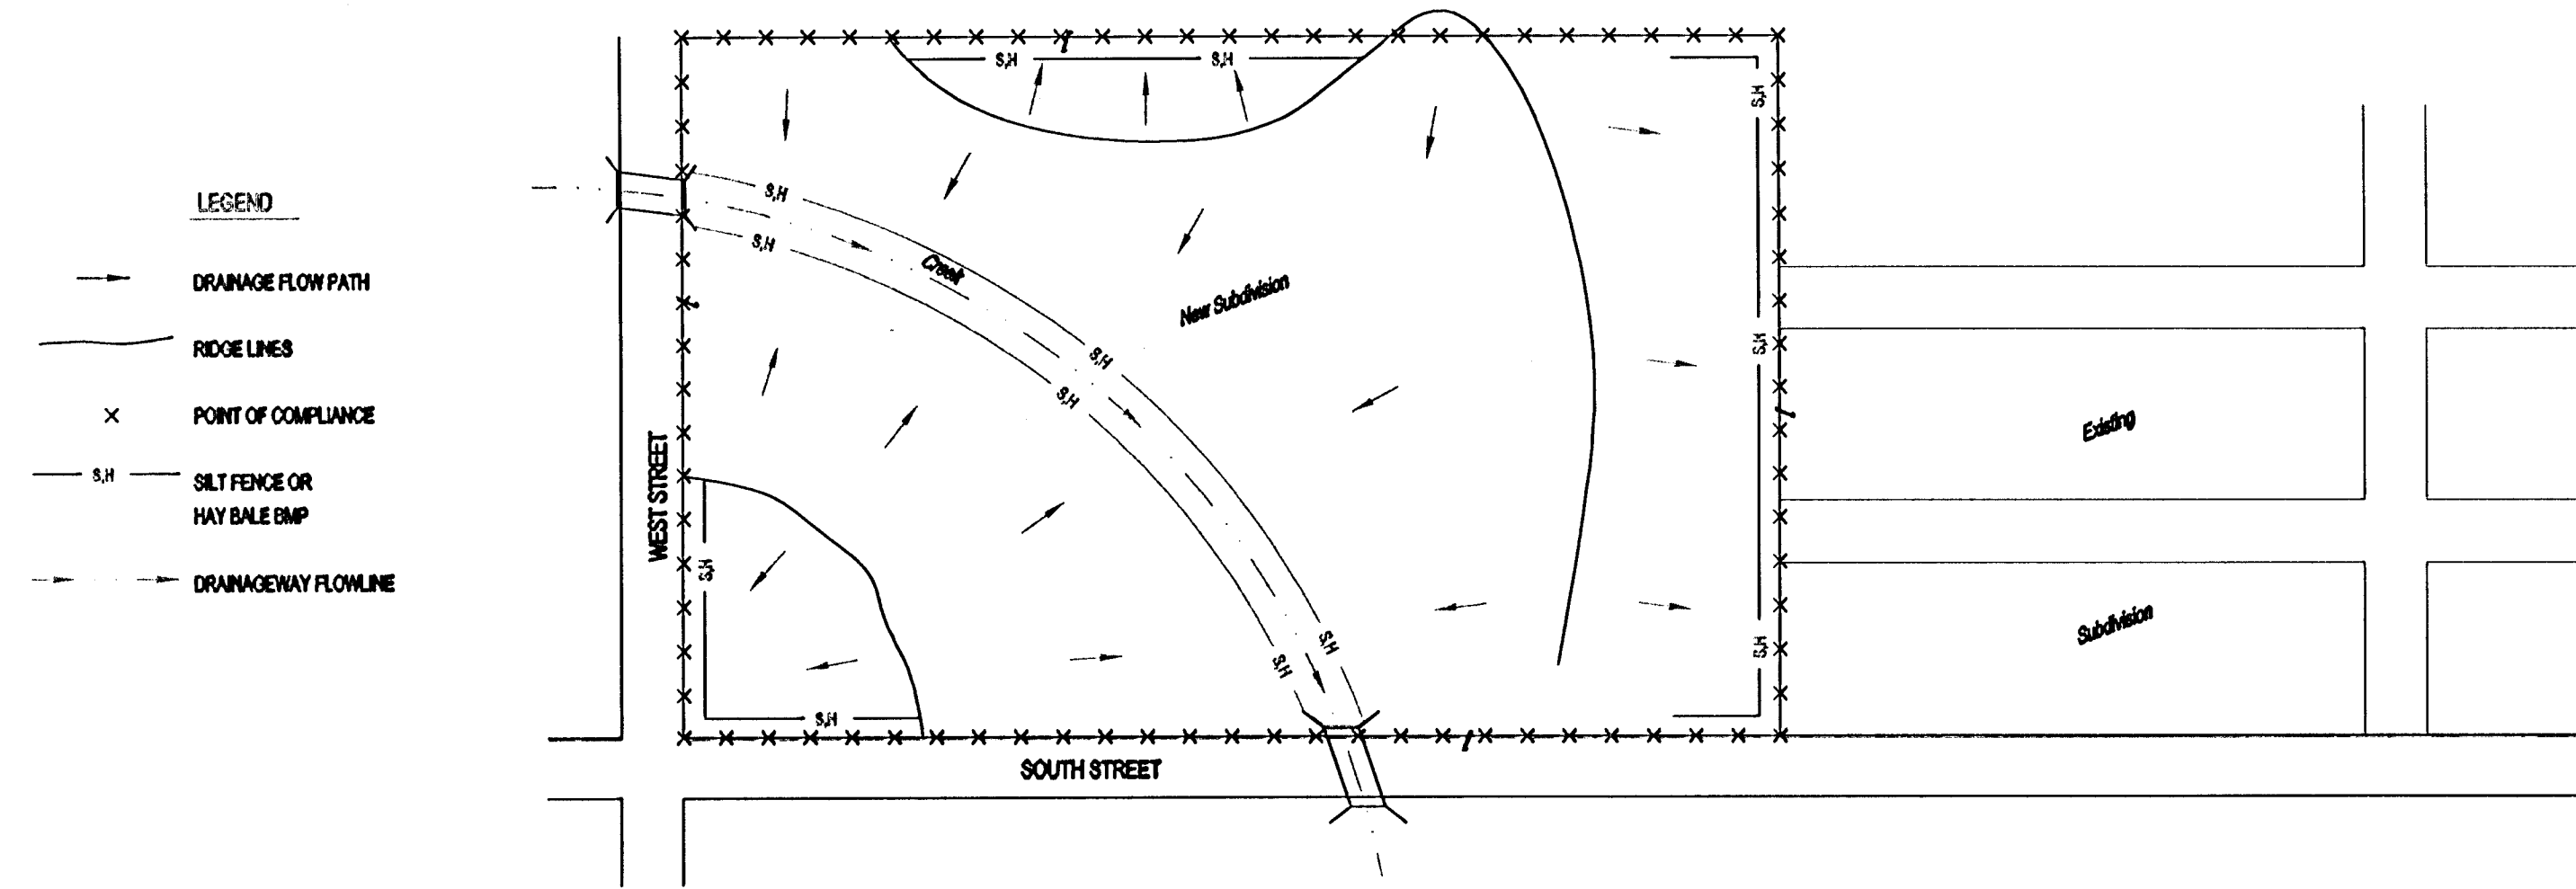 LEGEND
DRAINAGE FLOW PATH
RIDGE LINES
POINT OF COMPLIANCE
S,H
SILT FENCE OR
HAY BALE BMP
DRAINAGEWAY FLOWLINE
S,H
S,H
S,H
S,H
S,H
Creek
New Subdivision
S,H
S,H
S,H
WEST STREET
Existing
S,H
S,H
S,H
S,H
Subdivision
S,H
SOUTH STREET